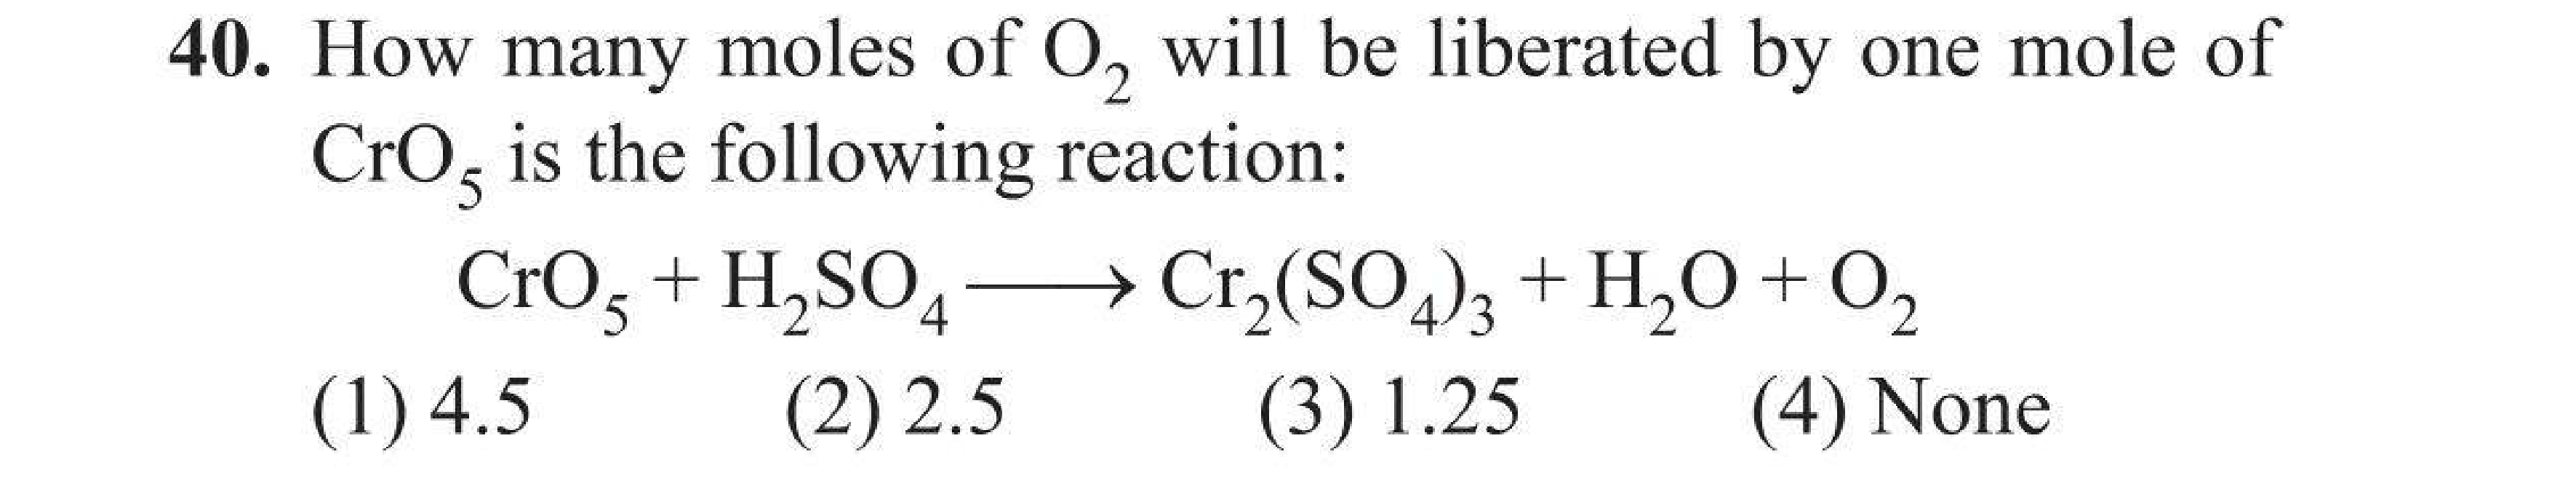 40. How many moles of O₂ will be liberated by one mole of
CrO₅ is the following reaction:
CrO₅ + H₂SO₄ ⟶ Cr₂(SO₄)₃ + H₂O + O₂
(1) 4.5 (2) 2.5 (3) 1.25 (4) None